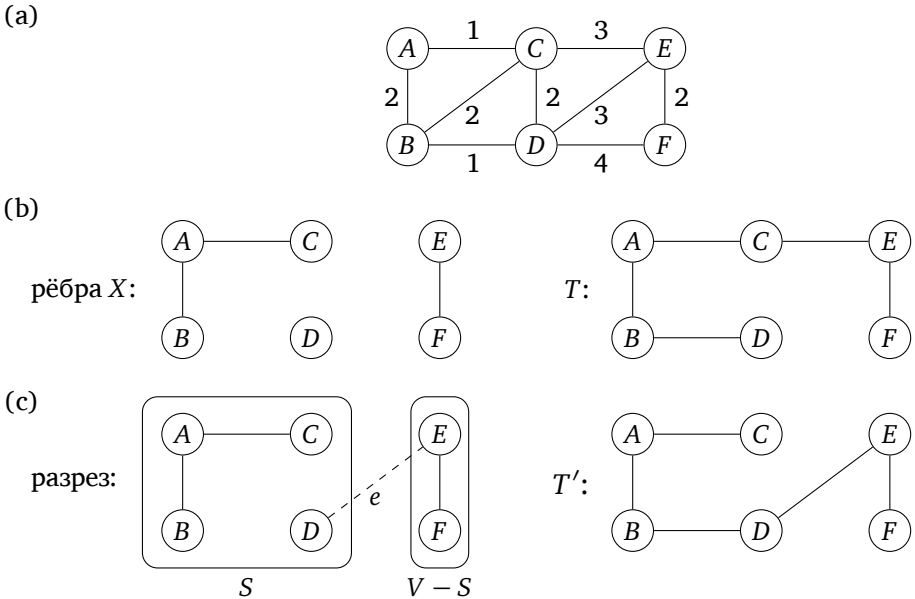 (a)
A 1 C 3 E
2 2 2 3 2
B 1 D 4 F
(b)
A C E A C E
рёбра X: T:
B D F B D F
(c)
A C E A C E
разрез: e T′:
B D F B D F
S V − S